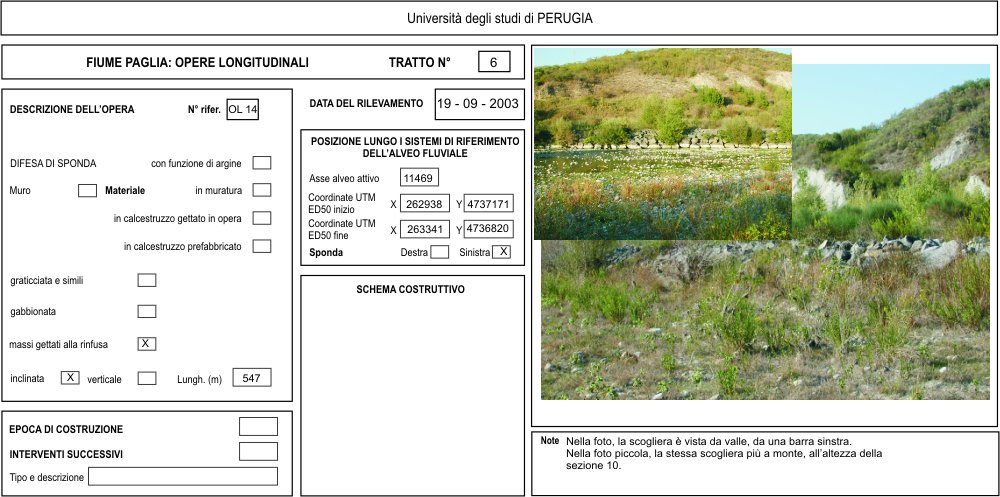 Università degli studi di PERUGIA
FIUME PAGLIA: OPERE LONGITUDINALI TRATTO N° 6
DESCRIZIONE DELL'OPERA N° rifer. OL 14
DIFESA DI SPONDA con funzione di argine
Muro Materiale in muratura
in calcestruzzo gettato in opera
in calcestruzzo prefabbricato
graticciata e simili
gabbionata
massi gettati alla rinfusa X
inclinata X verticale Lungh. (m) 547
EPOCA DI COSTRUZIONE
INTERVENTI SUCCESSIVI
Tipo e descrizione
DATA DEL RILEVAMENTO 19 - 09 - 2003
POSIZIONE LUNGO I SISTEMI DI RIFERIMENTO
DELL'ALVEO FLUVIALE
Asse alveo attivo 11469
Coordinate UTM
ED50 inizio X 262938 Y 4737171
Coordinate UTM
ED50 fine X 263341 Y 4736820
Sponda Destra Sinistra X
SCHEMA COSTRUTTIVO
Note Nella foto, la scogliera è vista da valle, da una barra sinstra.
Nella foto piccola, la stessa scogliera più a monte, all'altezza della
sezione 10.